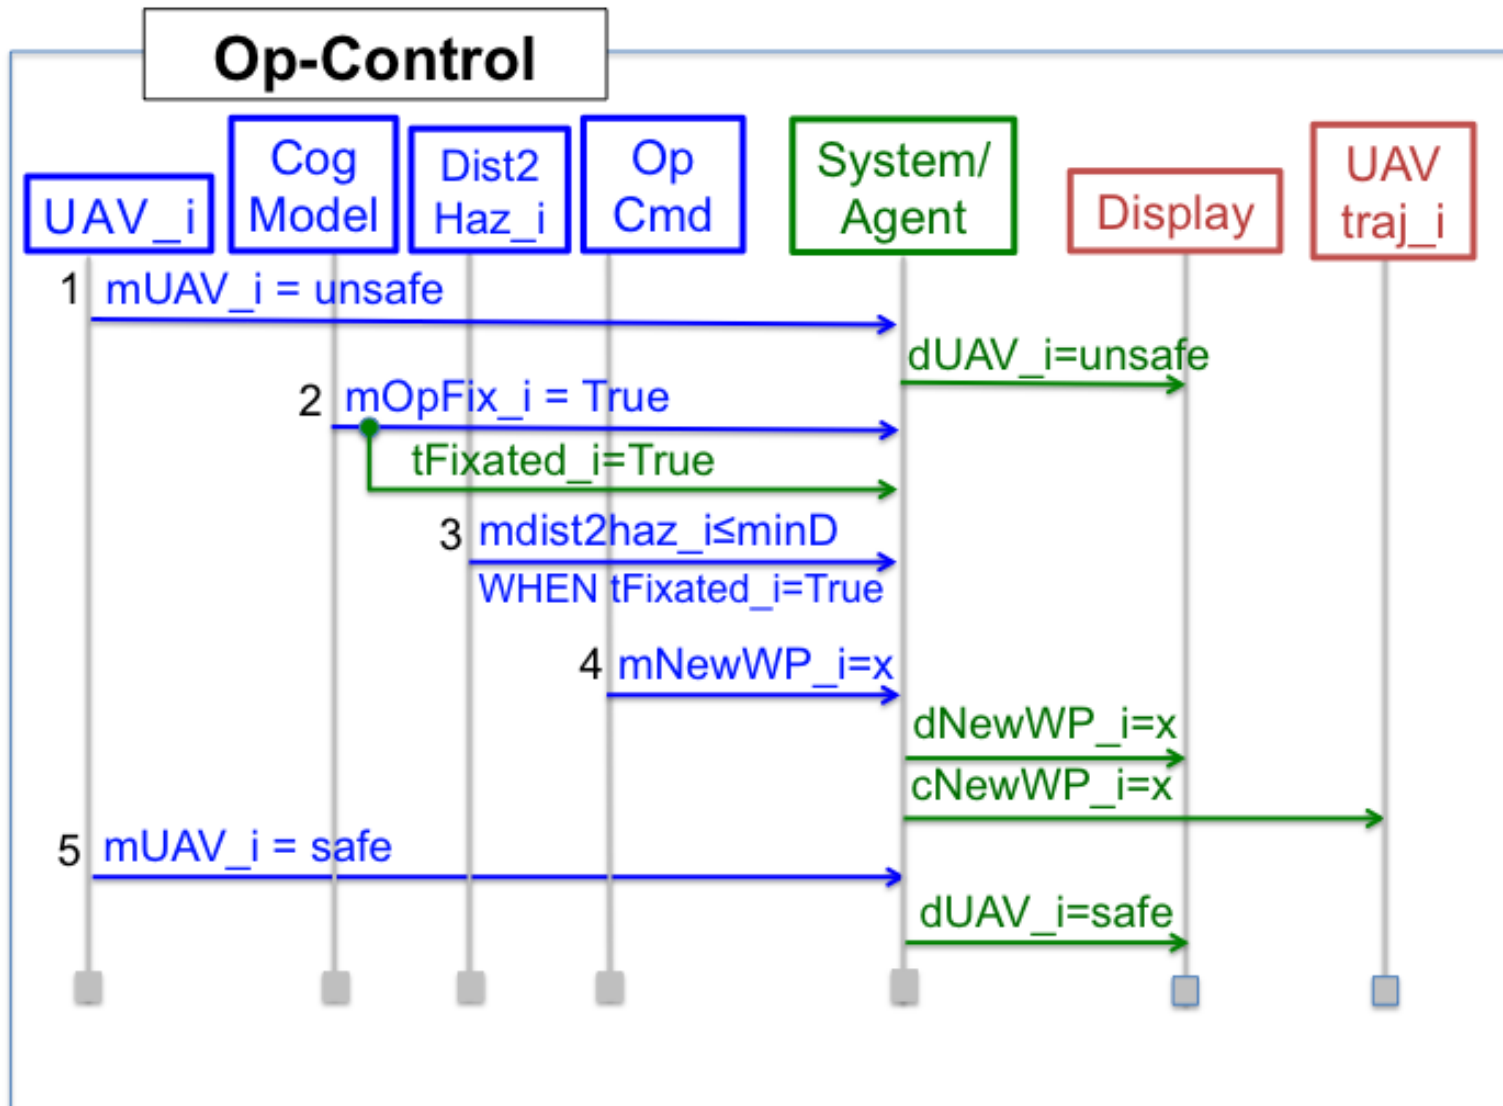 Op-Control
UAV_i
Cog
Model
Dist2
Haz_i
Op
Cmd
System/
Agent
Display
UAV
traj_i
1 mUAV_i = unsafe
dUAV_i=unsafe
2 mOpFix_i = True
tFixated_i=True
3 mdist2haz_i≤minD
WHEN tFixated_i=True
4 mNewWP_i=x
dNewWP_i=x
cNewWP_i=x
5 mUAV_i = safe
dUAV_i=safe